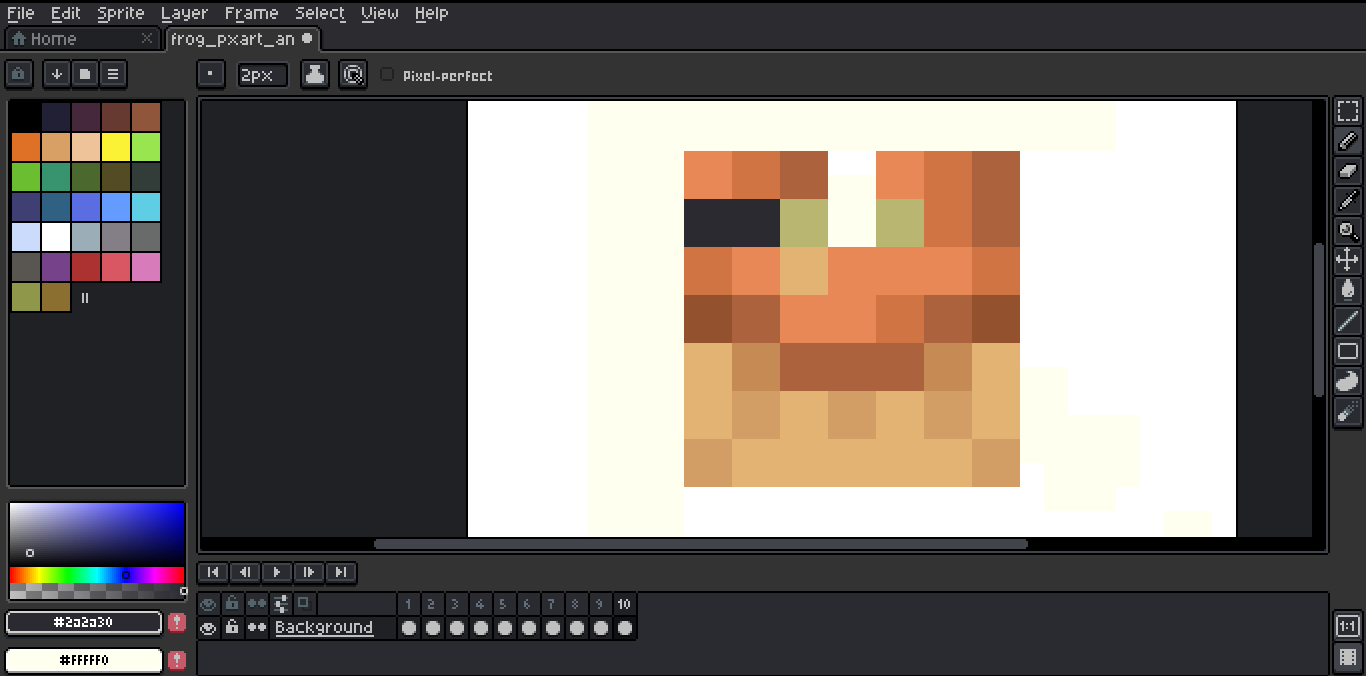 File Edit Sprite Layer Frame Select View Help
Home frog_pxart_an
2px Pixel-perfect
#2a2a30
#FFFFF0
1 2 3 4 5 6 7 8 9 10
Background
1:1